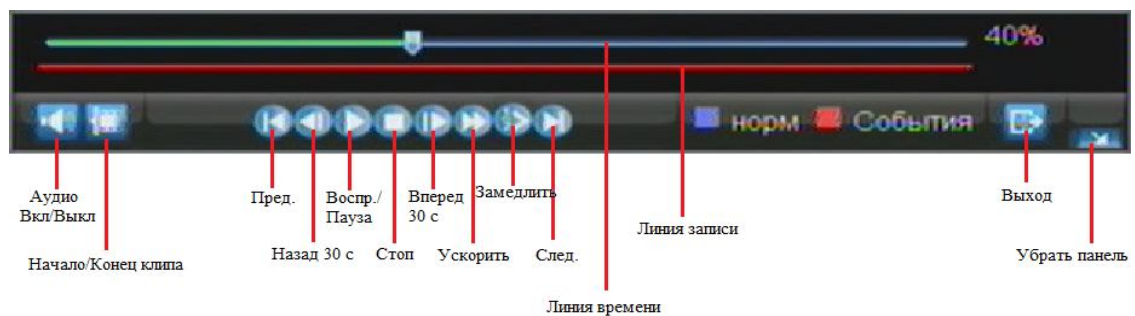 40%
норм События
Аудио
Вкл/Выкл
Пред.
Воспр./
Пауза
Вперед
30 с
Замедлить
Выход
Линия записи
Начало/Конец клипа
Назад 30 с
Стоп
Ускорить
След.
Убрать панель
Линия времени